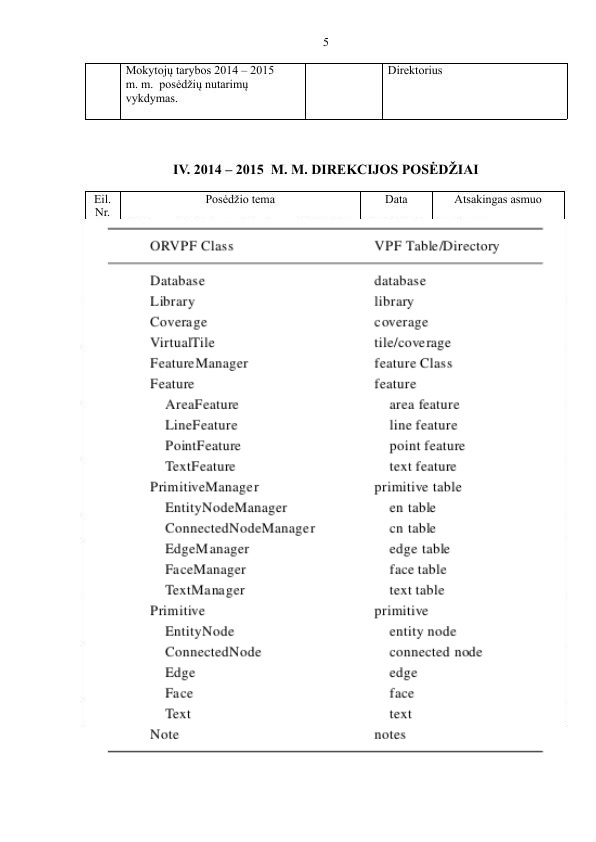 5
Mokytojų tarybos 2014 – 2015 Direktorius
m. m.  posėdžių nutarimų
vykdymas.
IV. 2014 – 2015  M. M. DIREKCIJOS POSĖDŽIAI
Eil. Posėdžio tema Data Atsakingas asmuo
Nr.
ORVPF Class VPF Table/Directory
Database database
Library library
Coverage coverage
VirtualTile tile/coverage
FeatureManager feature Class
Feature feature
AreaFeature area feature
LineFeature line feature
PointFeature point feature
TextFeature text feature
PrimitiveManager primitive table
EntityNodeManager en table
ConnectedNodeManager cn table
EdgeManager edge table
FaceManager face table
TextManager text table
Primitive primitive
EntityNode entity node
ConnectedNode connected node
Edge edge
Face face
Text text
Note notes